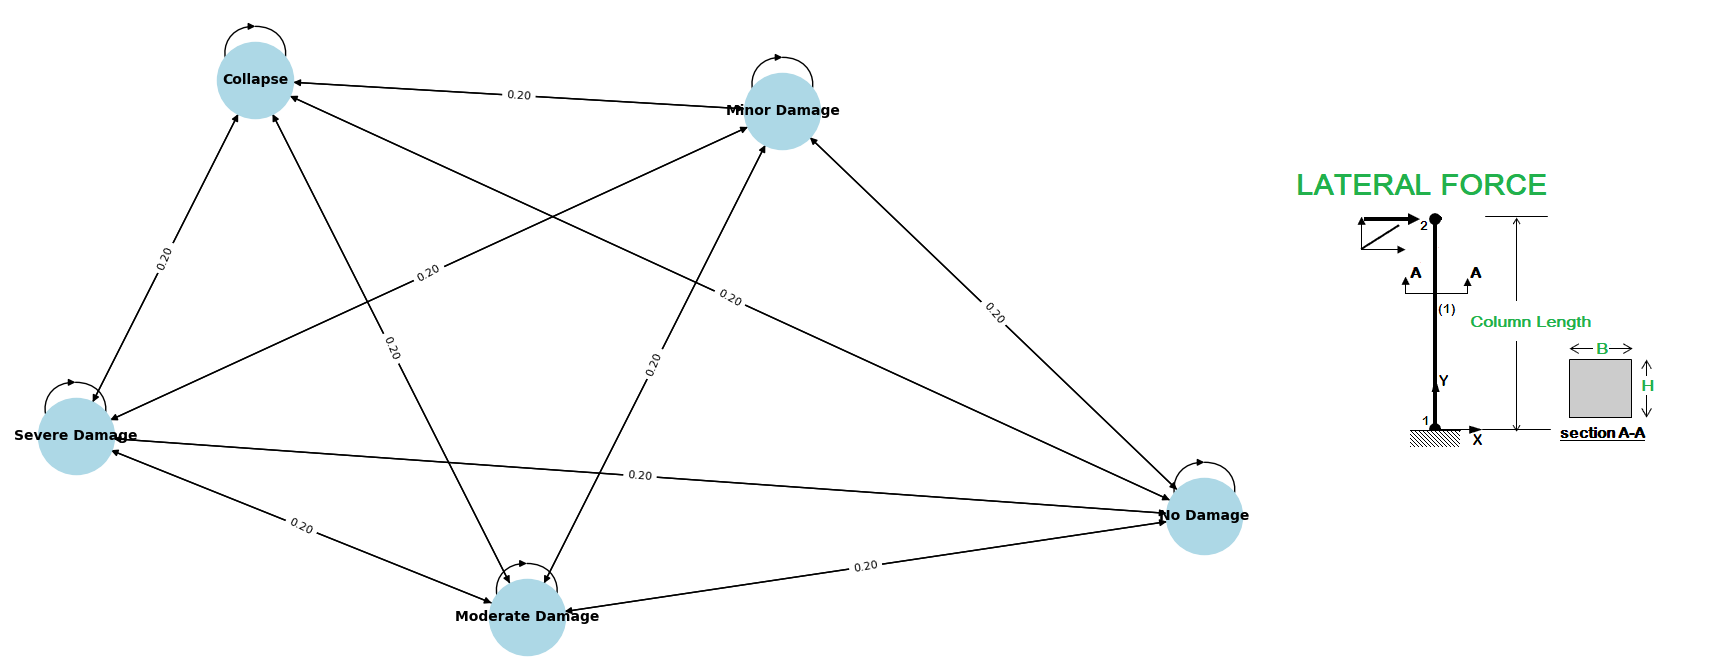 Collapse
Minor Damage
0.20
0.20
0.20
0.20
0.20
0.20
0.20
Severe Damage
0.20
0.20
No Damage
0.20
Moderate Damage
LATERAL FORCE
2
A
A
(1)
Column Length
B
Y
H
1
X
section A-A